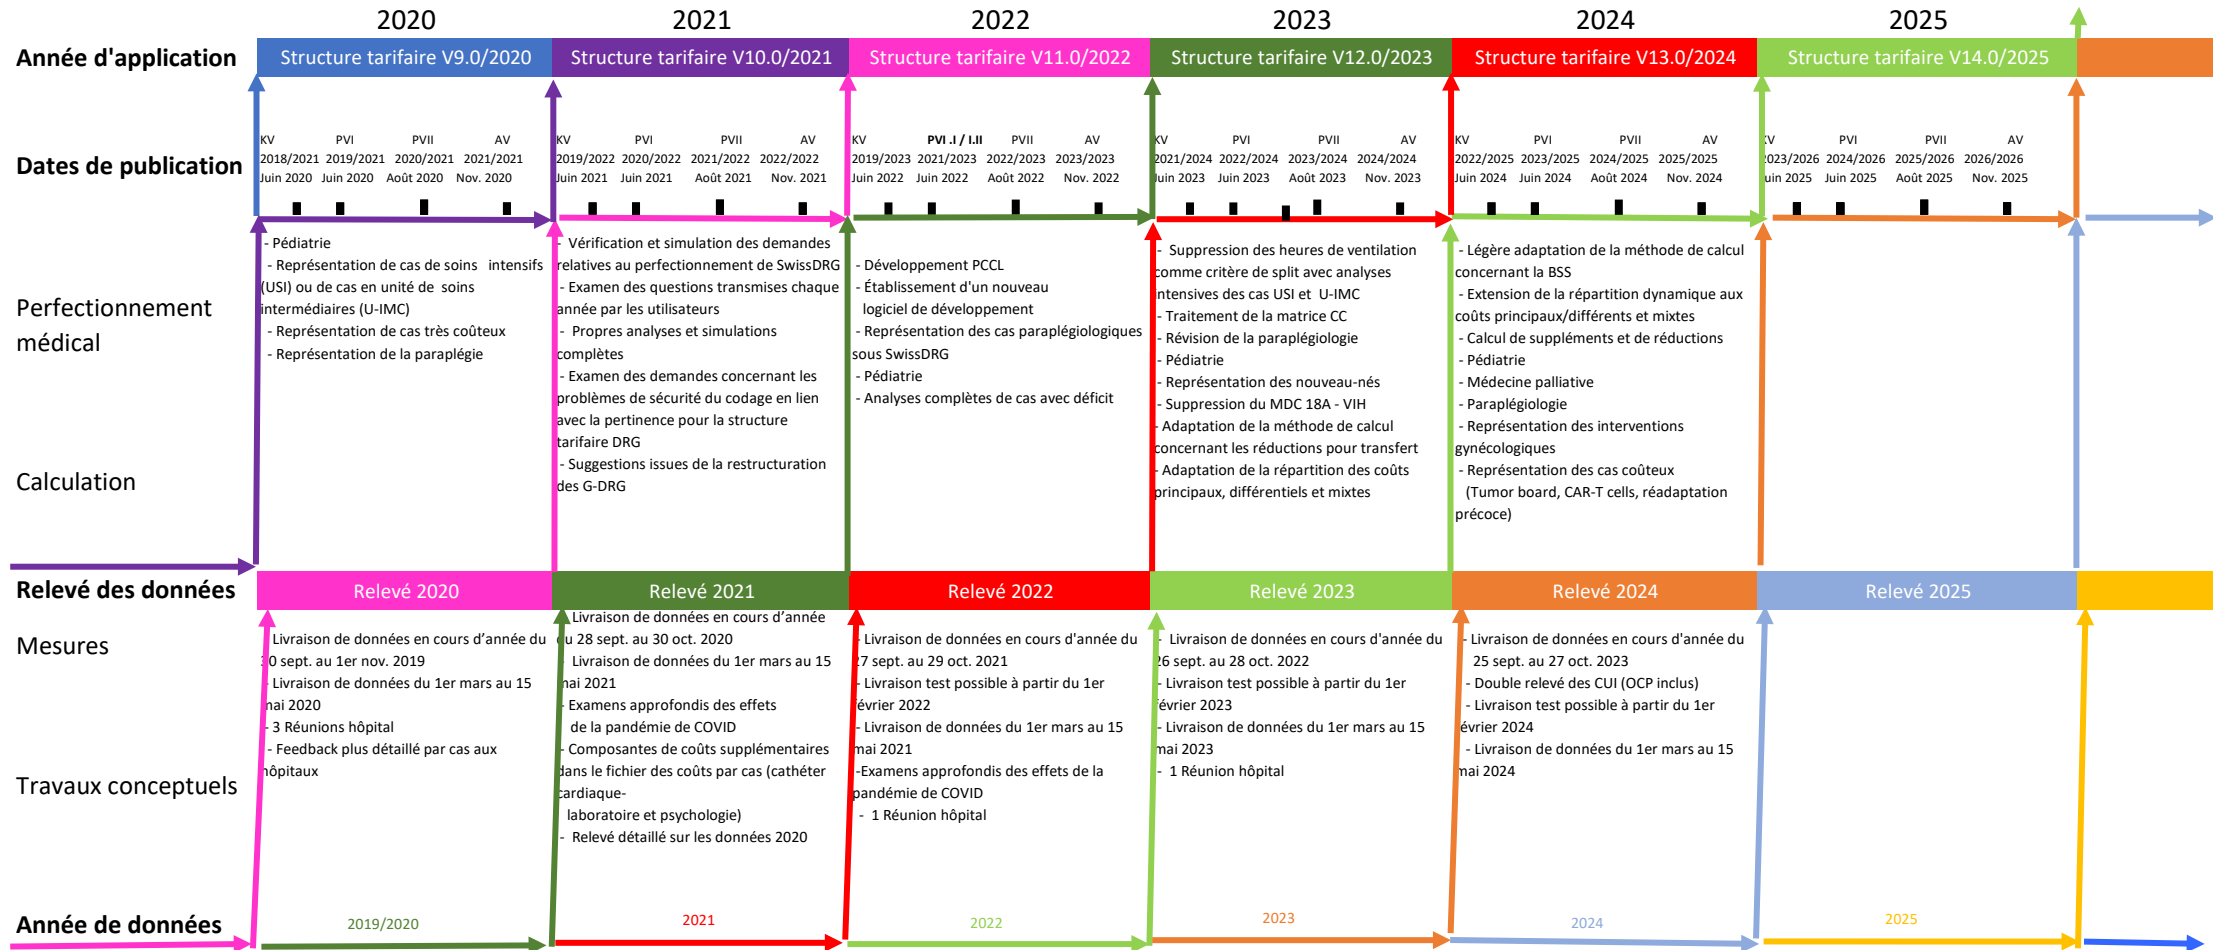 2020
2021
2022
2023
2024
2025
Année d'application
Structure tarifaire V9.0/2020
Structure tarifaire V10.0/2021
Structure tarifaire V11.0/2022
Structure tarifaire V12.0/2023
Structure tarifaire V13.0/2024
Structure tarifaire V14.0/2025
Dates de publication
KV PVI PVII AV
2018/2021 2019/2021 2020/2021 2021/2021
Juin 2020 Juin 2020 Août 2020 Nov. 2020
KV PVI PVII AV
2019/2022 2020/2022 2021/2022 2022/2022
Juin 2021 Juin 2021 Août 2021 Nov. 2021
KV PVI .I / I.II PVII AV
2019/2023 2021/2023 2022/2023 2023/2023
Juin 2022 Juin 2022 Août 2022 Nov. 2022
KV PVI PVII AV
2021/2024 2022/2024 2023/2024 2024/2024
Juin 2023 Juin 2023 Août 2023 Nov. 2023
KV PVI PVII AV
2022/2025 2023/2025 2024/2025 2025/2025
Juin 2024 Juin 2024 Août 2024 Nov. 2024
KV PVI PVII AV
2023/2026 2024/2026 2025/2026 2026/2026
Juin 2025 Juin 2025 Août 2025 Nov. 2025
Perfectionnement
médical
Calculation
- Pédiatrie
- Représentation de cas de soins intensifs
(USI) ou de cas en unité de soins
intermédiaires (U-IMC)
- Représentation de cas très coûteux
- Représentation de la paraplégie
- Vérification et simulation des demandes
relatives au perfectionnement de SwissDRG
- Examen des questions transmises chaque
année par les utilisateurs
- Propres analyses et simulations
complètes
- Examen des demandes concernant les
problèmes de sécurité du codage en lien
avec la pertinence pour la structure
tarifaire DRG
- Suggestions issues de la restructuration
des G-DRG
- Développement PCCL
- Établissement d'un nouveau
logiciel de développement
- Représentation des cas paraplégiologiques
sous SwissDRG
- Pédiatrie
- Analyses complètes de cas avec déficit
- Suppression des heures de ventilation
comme critère de split avec analyses
intensives des cas USI et U-IMC
- Traitement de la matrice CC
- Révision de la paraplégiologie
- Pédiatrie
- Représentation des nouveau-nés
- Suppression du MDC 18A - VIH
- Adaptation de la méthode de calcul
concernant les réductions pour transfert
- Adaptation de la répartition des coûts
principaux, différentiels et mixtes
- Légère adaptation de la méthode de calcul
concernant la BSS
- Extension de la répartition dynamique aux
coûts principaux/différents et mixtes
- Calcul de suppléments et de réductions
- Pédiatrie
- Médecine palliative
- Paraplégiologie
- Représentation des interventions
gynécologiques
- Représentation des cas coûteux
(Tumor board, CAR-T cells, réadaptation
précoce)
Relevé des données
Relevé 2020
Relevé 2021
Relevé 2022
Relevé 2023
Relevé 2024
Relevé 2025
Mesures
Travaux conceptuels
Livraison de données en cours d’année du
30 sept. au 1er nov. 2019
- Livraison de données du 1er mars au 15
mai 2020
- 3 Réunions hôpital
- Feedback plus détaillé par cas aux
hôpitaux
Livraison de données en cours d’année
du 28 sept. au 30 oct. 2020
- Livraison de données du 1er mars au 15
mai 2021
- Examens approfondis des effets
de la pandémie de COVID
- Composantes de coûts supplémentaires
dans le fichier des coûts par cas (cathéter
cardiaque-
laboratoire et psychologie)
- Relevé détaillé sur les données 2020
- Livraison de données en cours d'année du
27 sept. au 29 oct. 2021
- Livraison test possible à partir du 1er
février 2022
- Livraison de données du 1er mars au 15
mai 2021
-Examens approfondis des effets de la
pandémie de COVID
- 1 Réunion hôpital
- Livraison de données en cours d'année du
26 sept. au 28 oct. 2022
- Livraison test possible à partir du 1er
février 2023
- Livraison de données du 1er mars au 15
mai 2023
- 1 Réunion hôpital
- Livraison de données en cours d'année du
25 sept. au 27 oct. 2023
- Double relevé des CUI (OCP inclus)
- Livraison test possible à partir du 1er
février 2024
- Livraison de données du 1er mars au 15
mai 2024
Année de données
2019/2020
2021
2022
2023
2024
2025